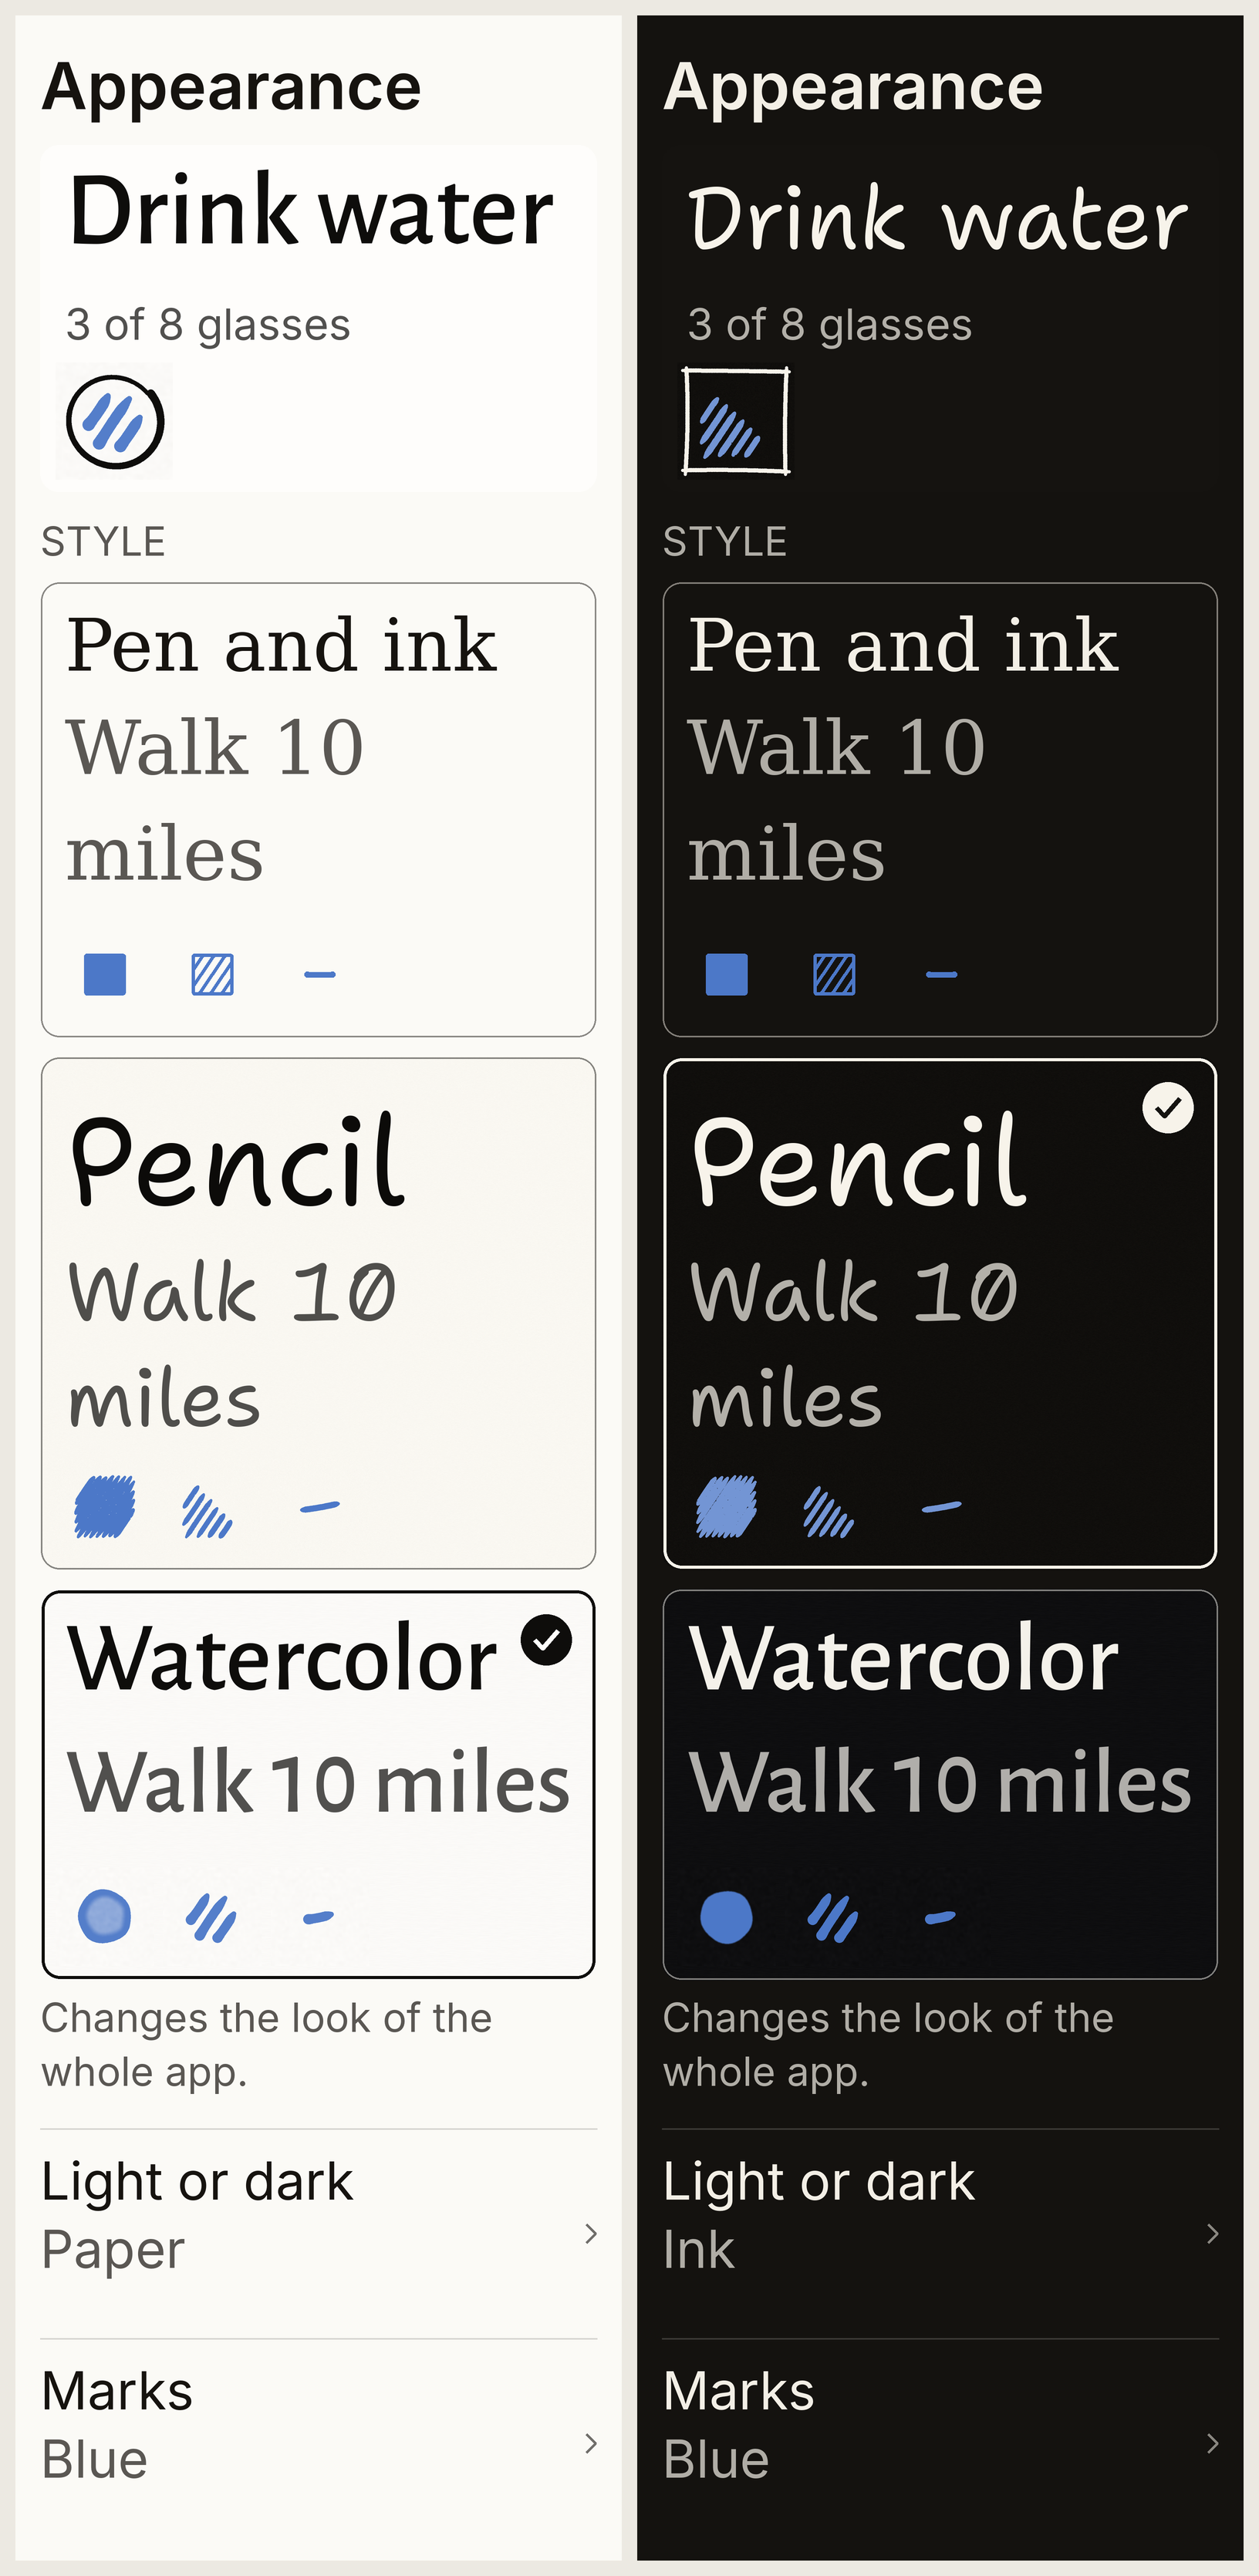 Appearance
Drink water
3 of 8 glasses
STYLE
Pen and ink
Walk 10
miles
Pencil
Walk 10
miles
Watercolor
Walk 10 miles
Changes the look of the
whole app.
Light or dark
Paper
Marks
Blue
Appearance
Drink water
3 of 8 glasses
STYLE
Pen and ink
Walk 10
miles
Pencil
Walk 10
miles
Watercolor
Walk 10 miles
Changes the look of the
whole app.
Light or dark
Ink
Marks
Blue